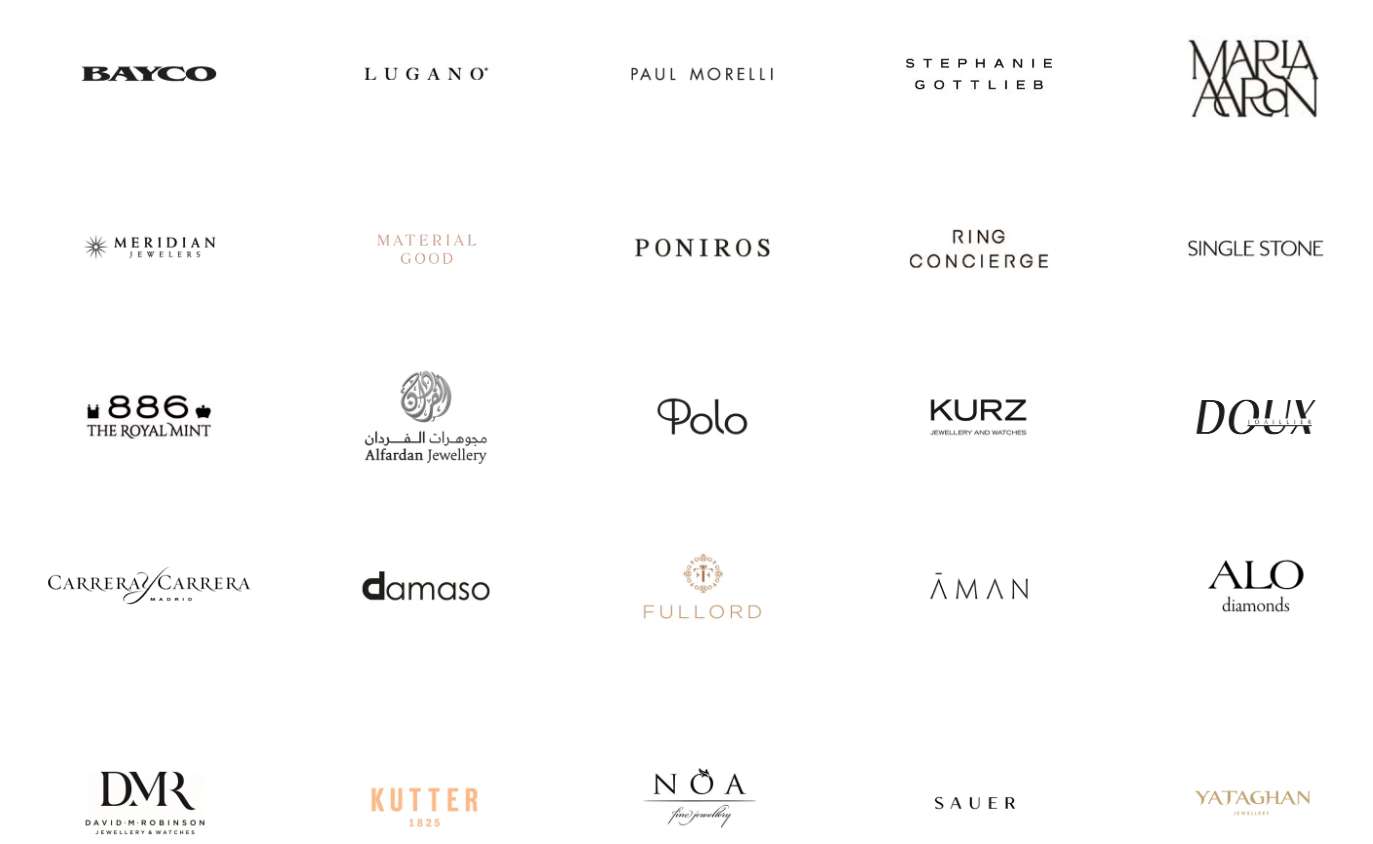 BAYCO
LUGANO®
PAUL MORELLI
STEPHANIE
GOTTLIEB
MARLA
AARON
MERIDIAN
JEWELERS
MATERIAL
GOOD
PONIROS
RING
CONCIERGE
SINGLE STONE
886
THE ROYAL MINT
مجوهرات الـفـــردان
Alfardan Jewellery
Polo
KURZ
JEWELLERY AND WATCHES
DOUX
JOAILLIER
CARRERA Y CARRERA
MADRID
damaso
FULLORD
ĀMAN
ALO
diamonds
DMR
DAVID·M·ROBINSON
JEWELLERY & WATCHES
KUTTER
1825
NOA
fine jewellery
SAUER
YATAGHAN
JEWELLERY